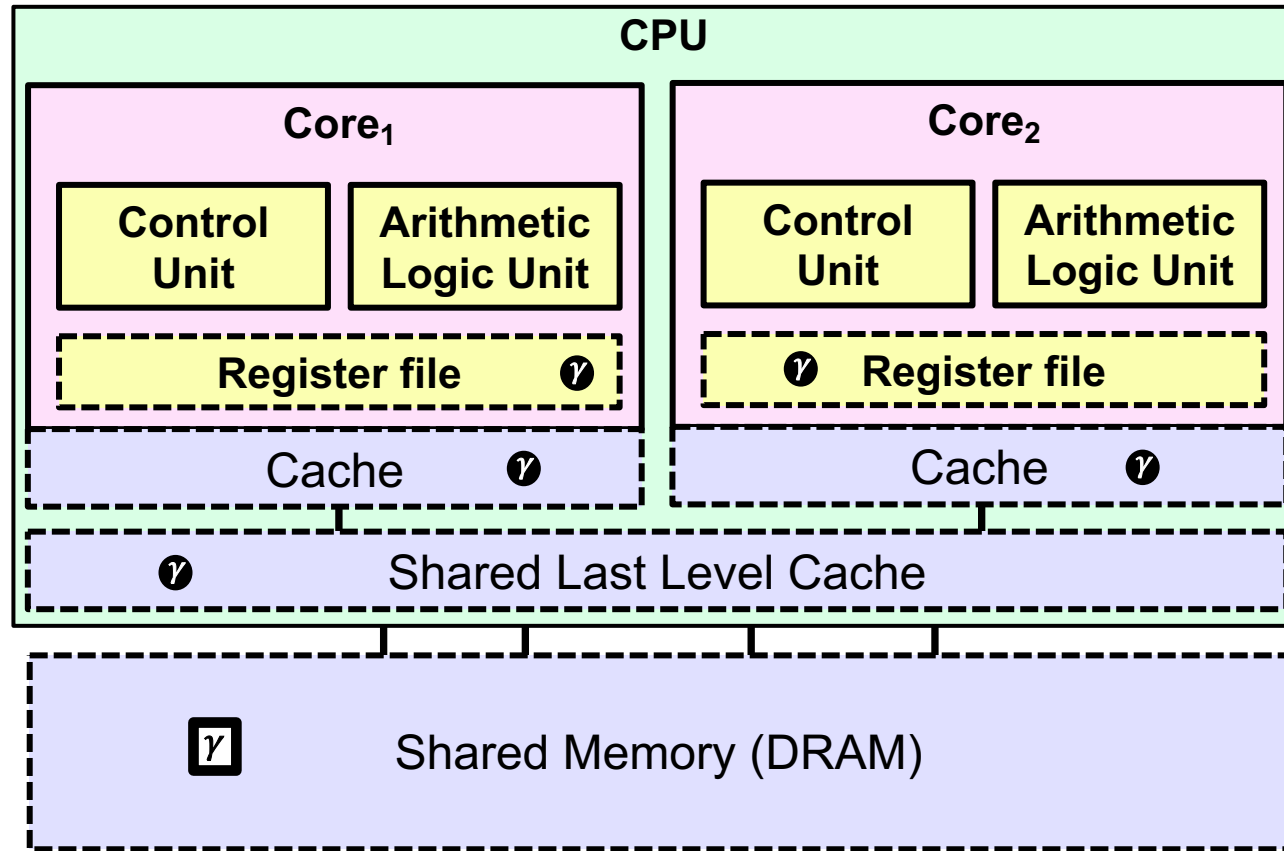 CPU
Core₁
Core₂
Control
Unit
Arithmetic
Logic Unit
Control
Unit
Arithmetic
Logic Unit
Register file γ
γ Register file
Cache γ
Cache γ
γ Shared Last Level Cache
γ Shared Memory (DRAM)